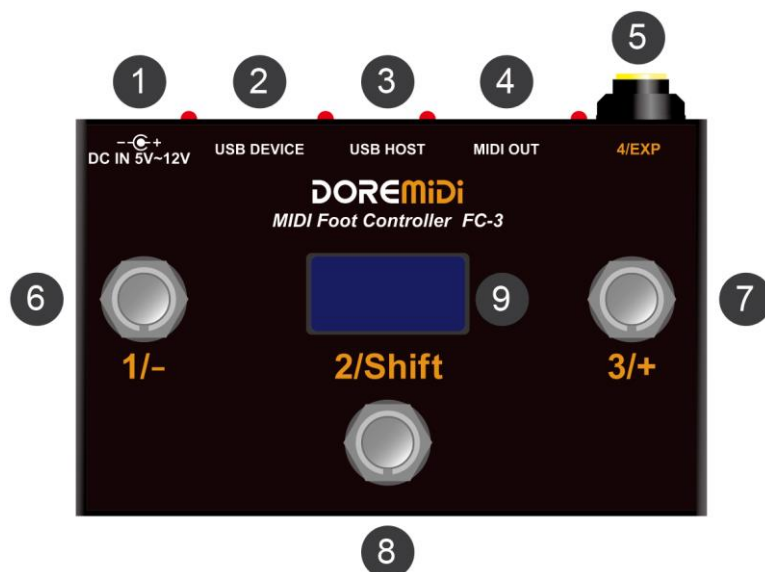 1 2 3 4 5
DC IN 5V~12V USB DEVICE USB HOST MIDI OUT 4/EXP
DOREMiDi
MIDI Foot Controller FC-3
6 9 7
1/– 2/Shift 3/+
8